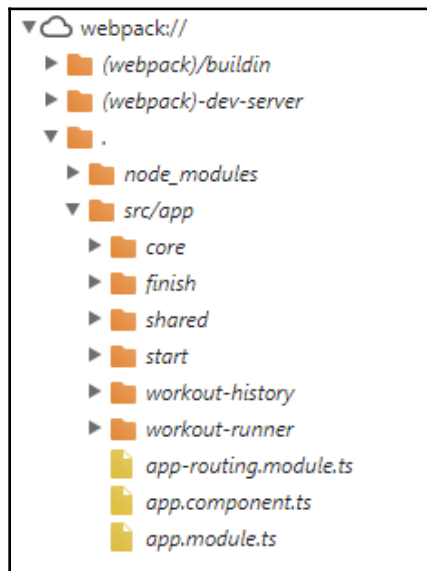 webpack://
(webpack)/buildin
(webpack)-dev-server
.
node_modules
src/app
core
finish
shared
start
workout-history
workout-runner
app-routing.module.ts
app.component.ts
app.module.ts